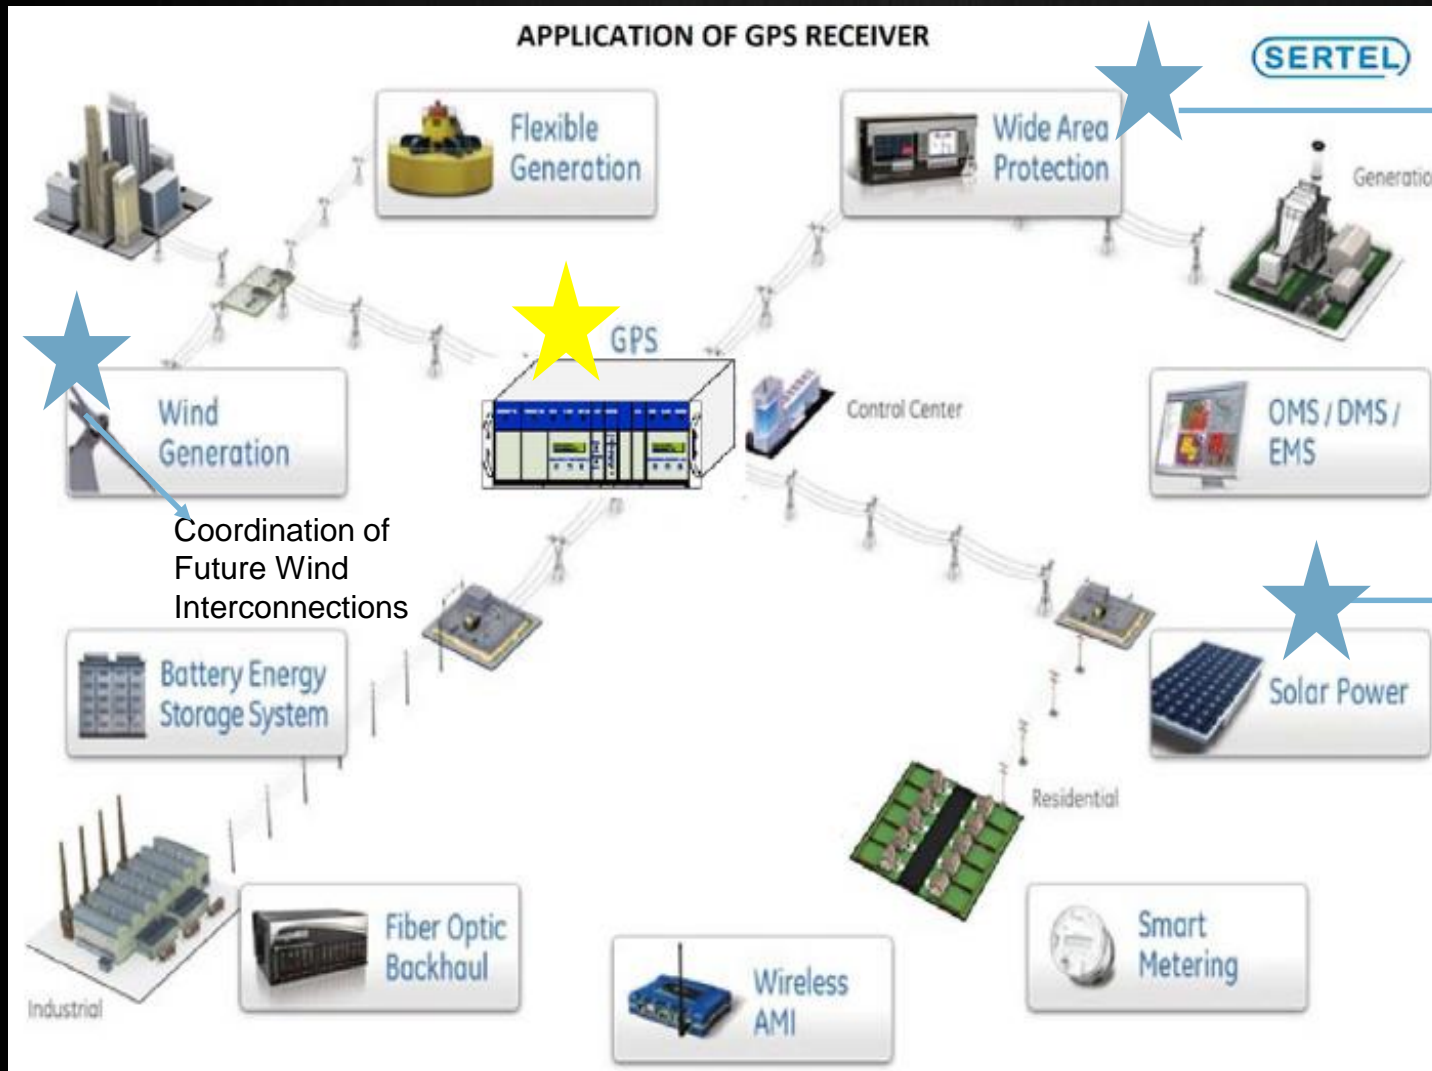 APPLICATION OF GPS RECEIVER
SERTEL
Flexible
Generation
Wide Area
Protection
Generatio
GPS
Wind
Generation
Control Center
OMS / DMS /
EMS
Coordination of
Future Wind
Interconnections
Battery Energy
Storage System
Solar Power
Residential
Fiber Optic
Backhaul
Smart
Metering
Wireless
AMI
Industrial